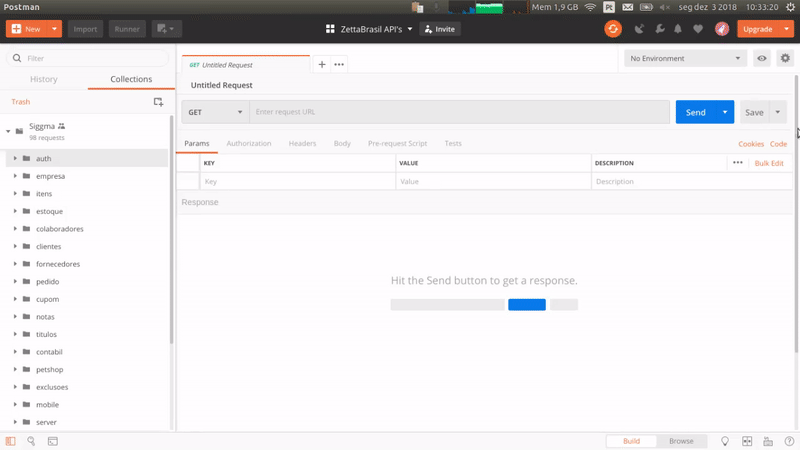 Postman
Mem 1,9 GB
Pt
seg dez 3 2018
10:33:20
New
Import
Runner
ZettaBrasil API's
Invite
Upgrade
Filter
History
Collections
Trash
Siggma
98 requests
auth
empresa
itens
estoque
colaboradores
clientes
fornecedores
pedido
cupom
notas
titulos
contabil
petshop
exclusoes
mobile
server
GET Untitled Request
No Environment
Untitled Request
GET
Enter request URL
Send
Save
Params
Authorization
Headers
Body
Pre-request Script
Tests
Cookies
Code
KEY
VALUE
DESCRIPTION
Bulk Edit
Key
Value
Description
Response
Hit the Send button to get a response.
Build
Browse